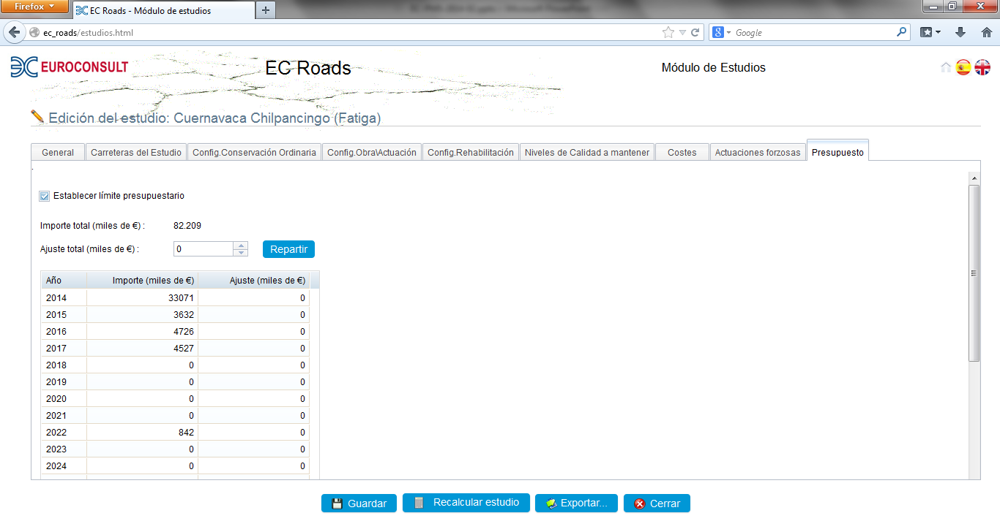 Firefox
EC Roads - Módulo de estudios
ec_roads/estudios.html
Google
EUROCONSULT
EC Roads
Módulo de Estudios
Edición del estudio: Cuernavaca Chilpancingo (Fatiga)
General Carreteras del Estudio Config.Conservación Ordinaria Config.Obra\Actuación Config.Rehabilitación Niveles de Calidad a mantener Costes Actuaciones forzosas Presupuesto
Establecer límite presupuestario
Importe total (miles de €) : 82.209
Ajuste total (miles de €) : 0 Repartir
Año Importe (miles de €) Ajuste (miles de €)
2014 33071 0
2015 3632 0
2016 4726 0
2017 4527 0
2018 0 0
2019 0 0
2020 0 0
2021 0 0
2022 842 0
2023 0 0
2024 0 0
Guardar Recalcular estudio Exportar... Cerrar